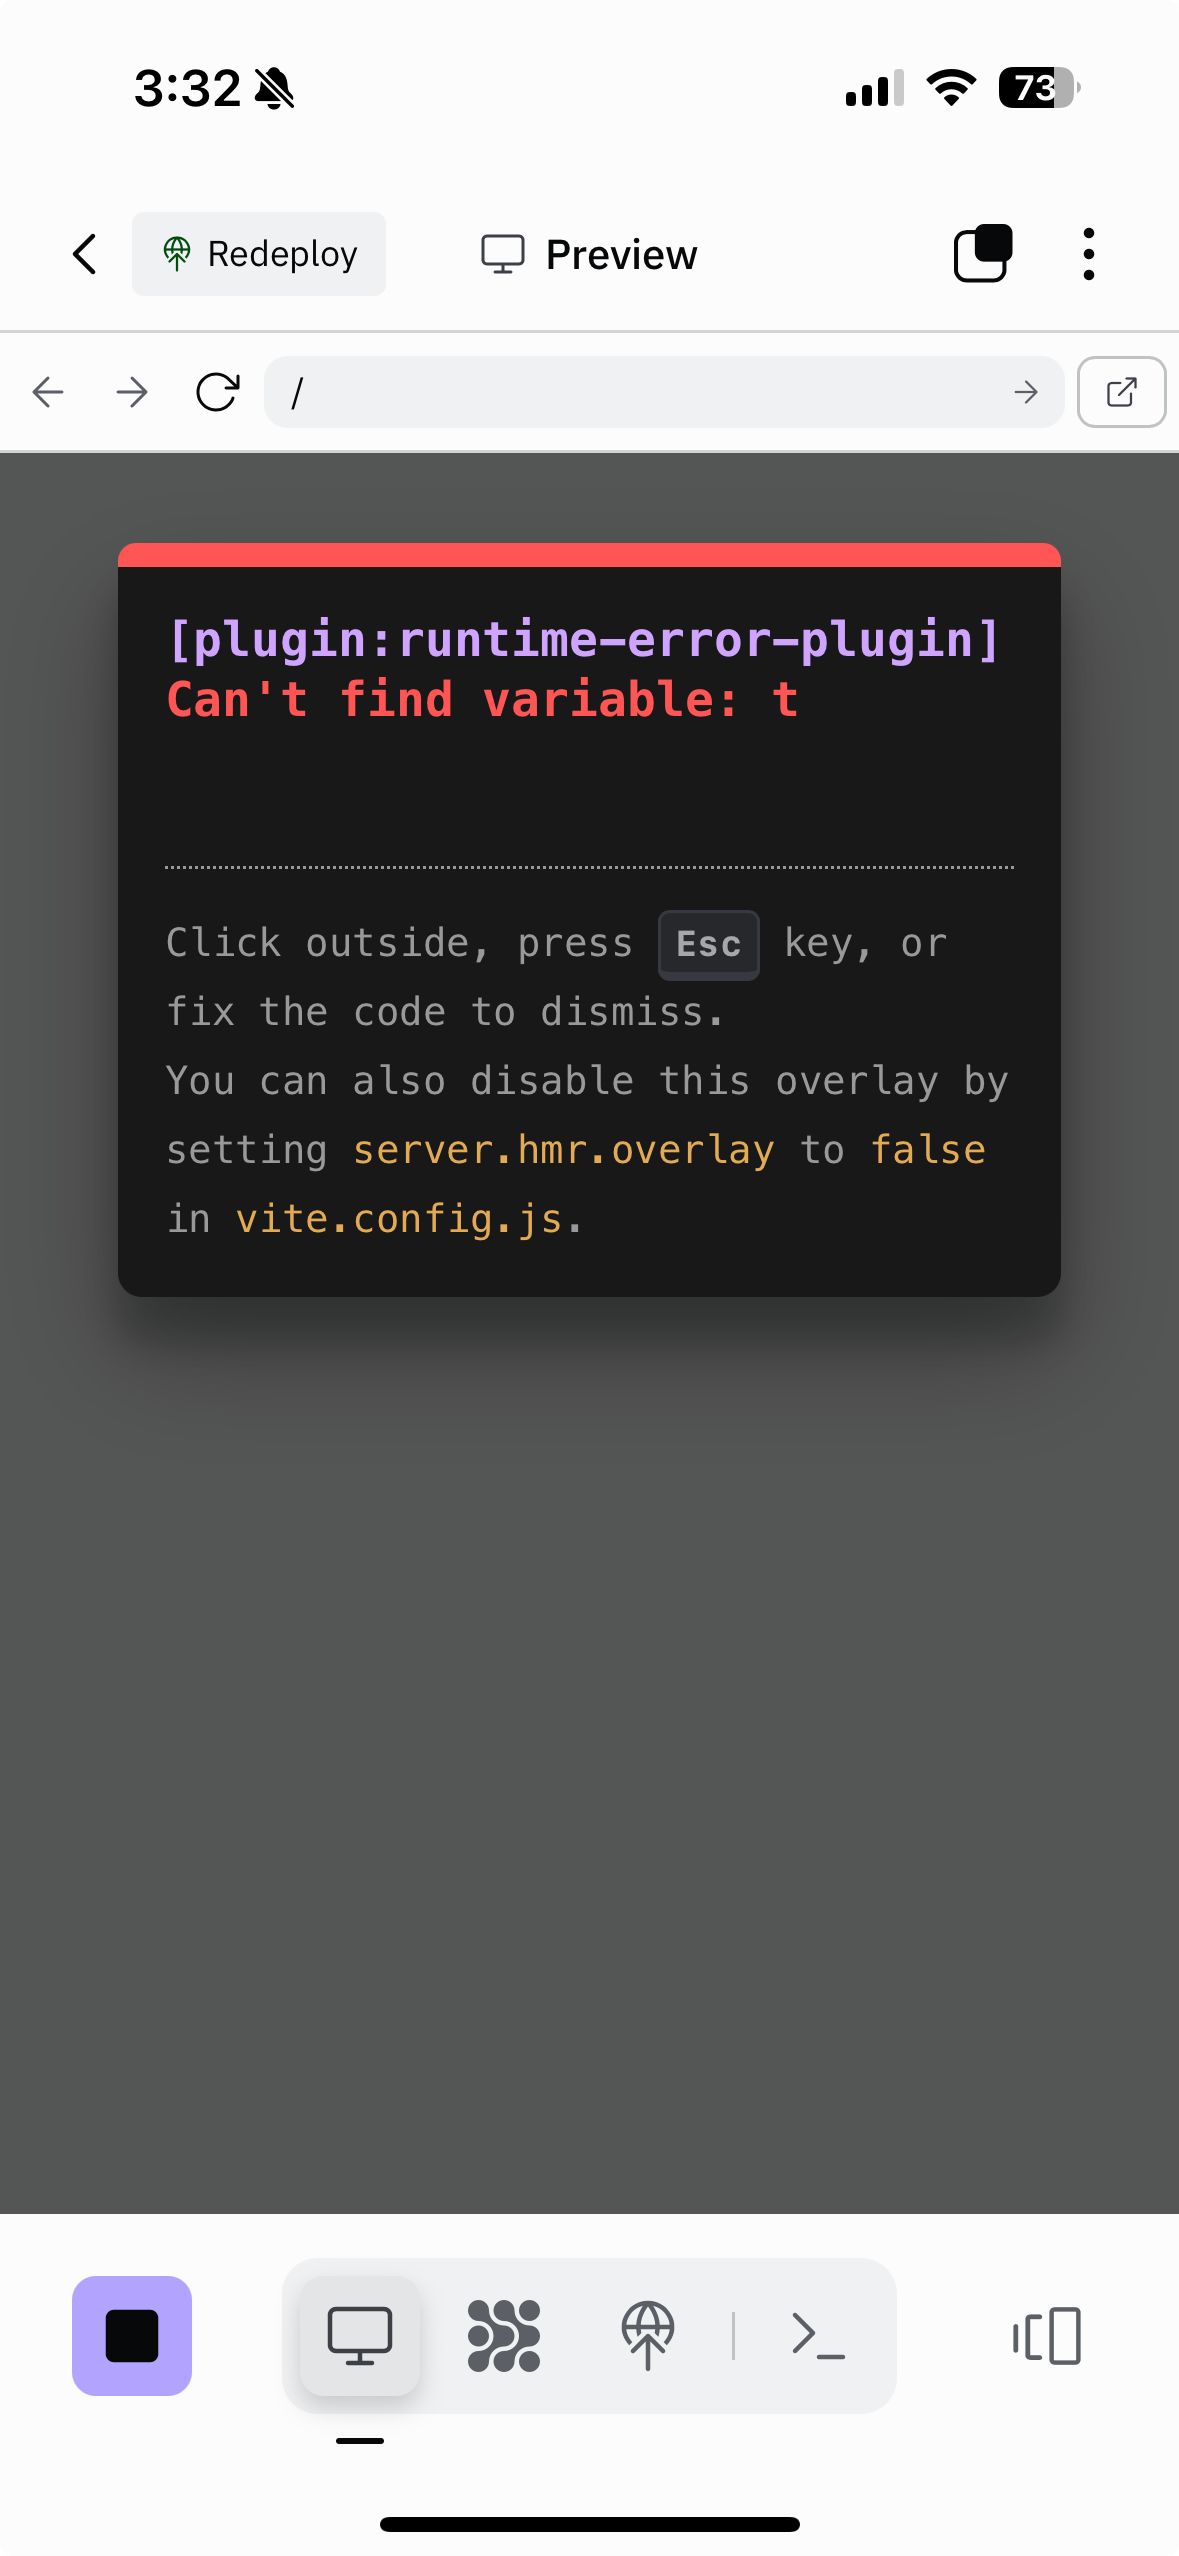 3:32
73
Redeploy
Preview
/
[plugin:runtime-error-plugin]
Can't find variable: t
Click outside, press Esc key, or
fix the code to dismiss.
You can also disable this overlay by
setting server.hmr.overlay to false
in vite.config.js.